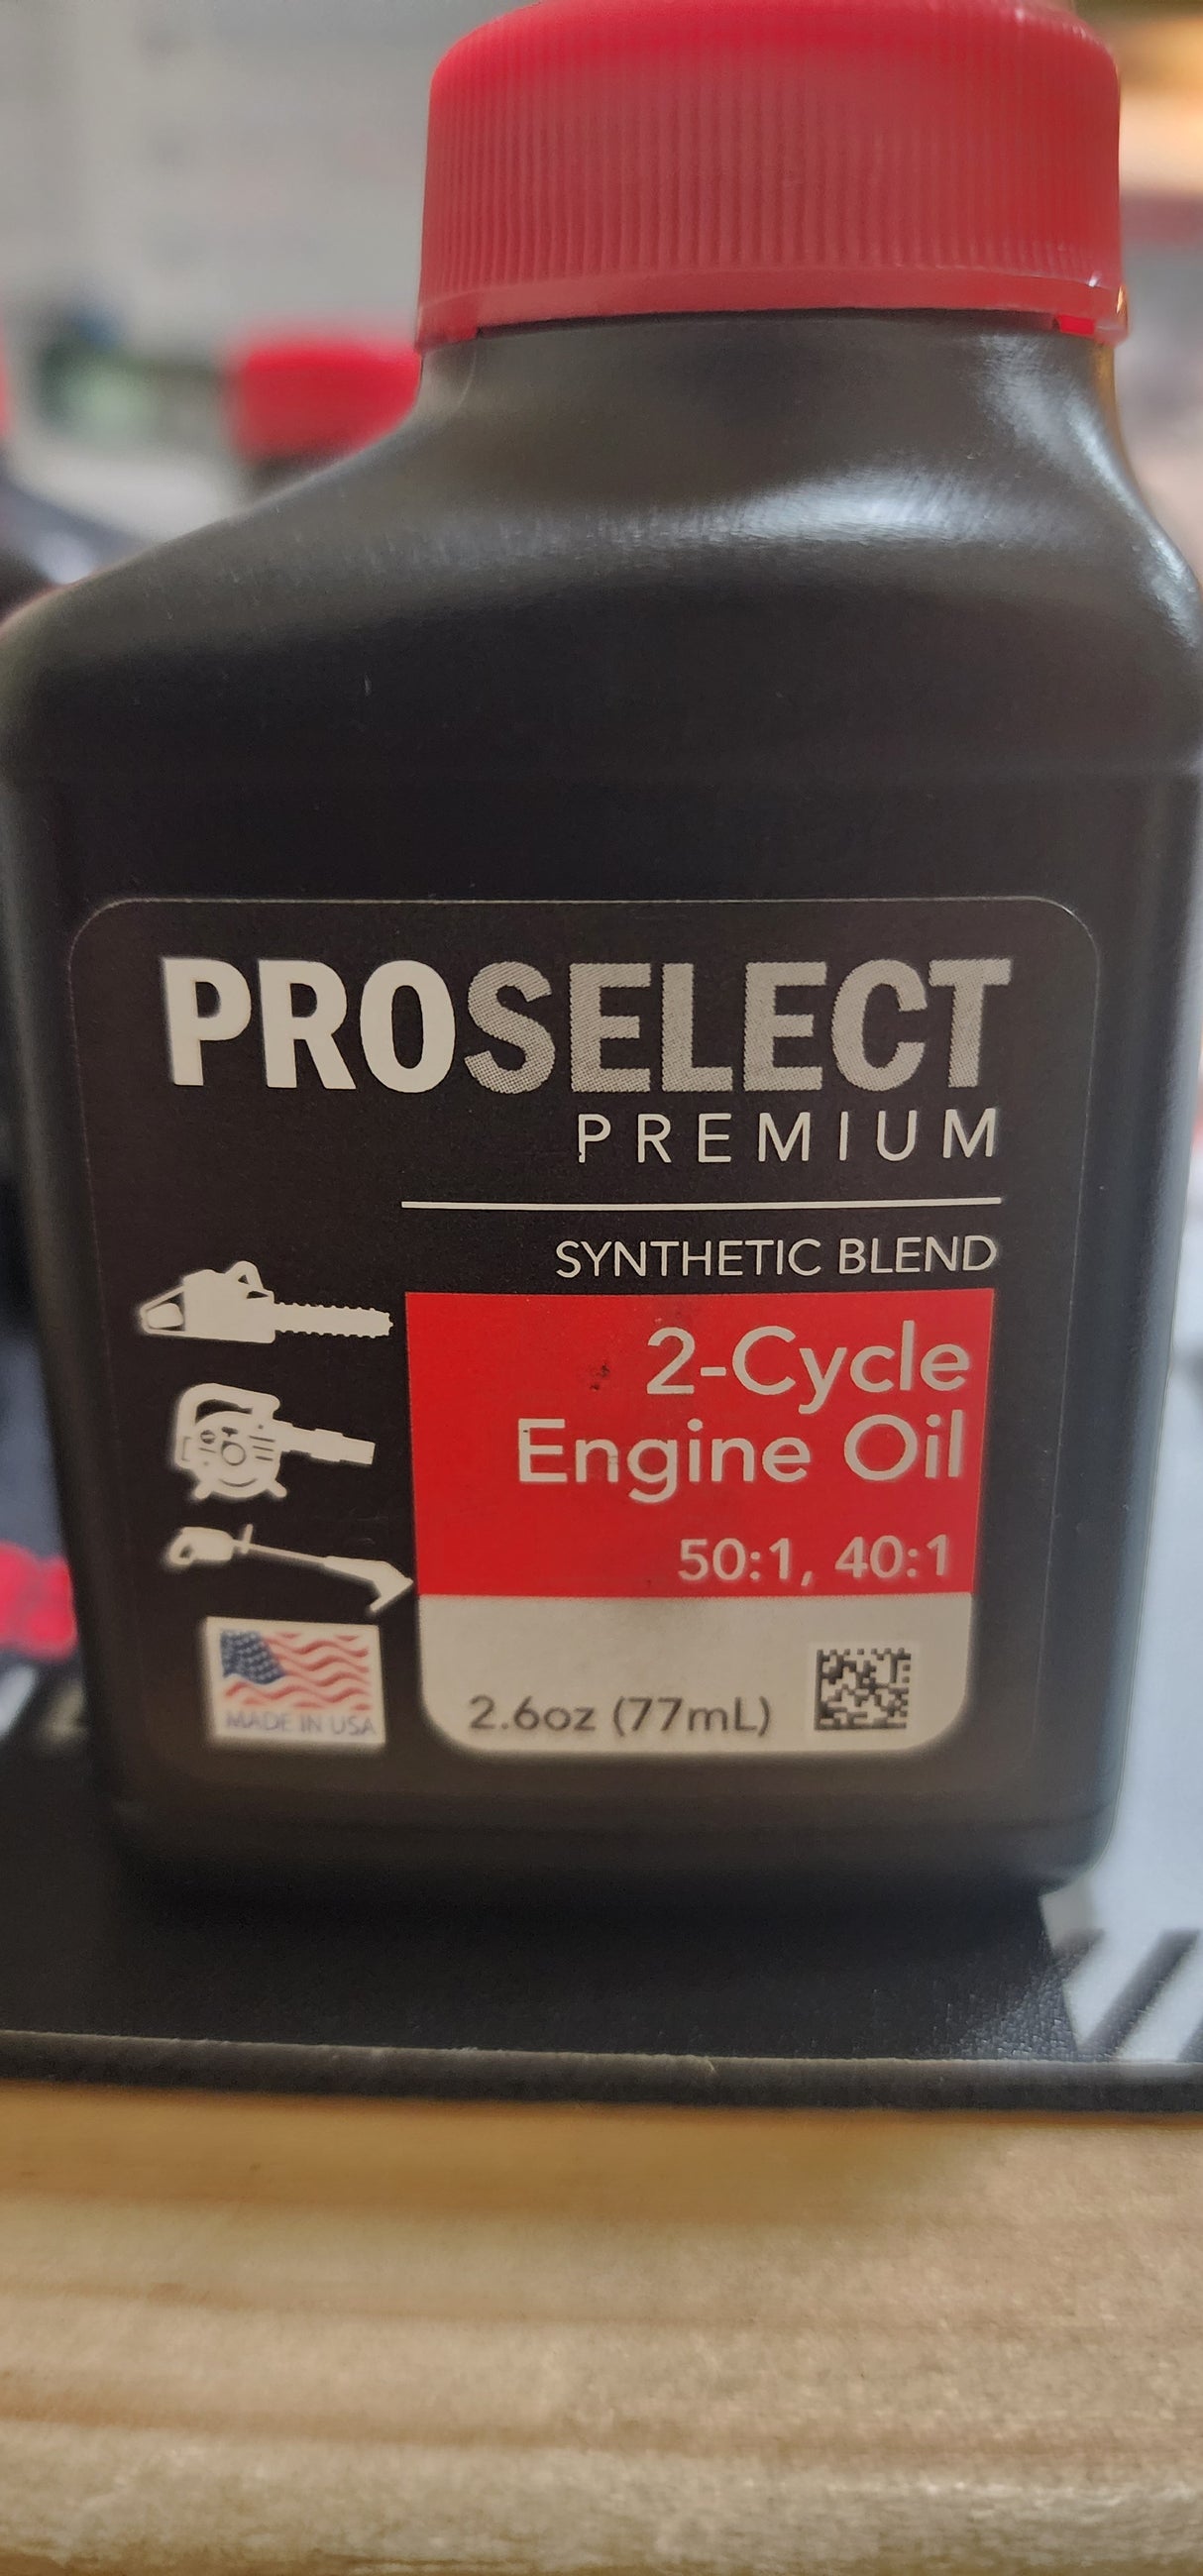 PROSELECT
PREMIUM
SYNTHETIC BLEND
2-Cycle
Engine Oil
50:1, 40:1
MADE IN USA
2.6oz (77mL)